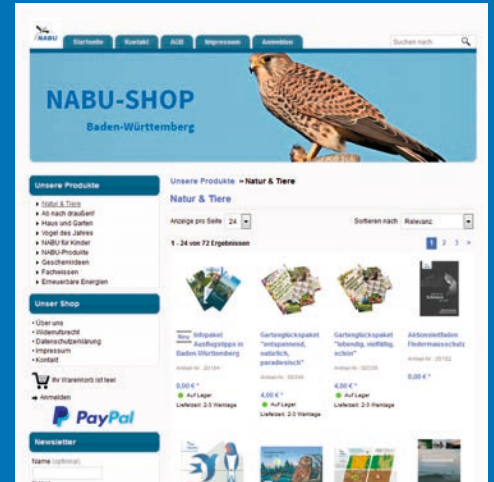 NABU
Startseite
Kontakt
AGB
Impressum
Anmelden
Suchen nach
NABU-SHOP
Baden-Württemberg
Unsere Produkte
Natur & Tiere
Ab nach draußen!
Haus und Garten
Vogel des Jahres
NABU für Kinder
NABU-Produkte
Geschenkideen
Fachwissen
Erneuerbare Energien
Unser Shop
Über uns
Widerrufsrecht
Datenschutzerklärung
Impressum
Kontakt
Ihr Warenkorb ist leer
Anmelden
PayPal
Newsletter
Name (optional)
Unsere Produkte » Natur & Tiere
Natur & Tiere
Anzeige pro Seite 24
Sortieren nach Relevanz
1 - 24 von 72 Ergebnissen
1 2 3 »
Neu Infopaket
Ausflugstipps in
Baden-Württemberg
0,00 € *
Auf Lager
Lieferzeit: 2-3 Werktage
Gartenglückspaket
"entspannend,
natürlich,
paradiesisch"
4,00 € *
Auf Lager
Lieferzeit: 2-3 Werktage
Gartenglückspaket
"lebendig, vielfältig,
schön"
4,00 € *
Auf Lager
Lieferzeit: 2-3 Werktage
Aktionsleitfaden
Fledermausschutz
0,00 € *